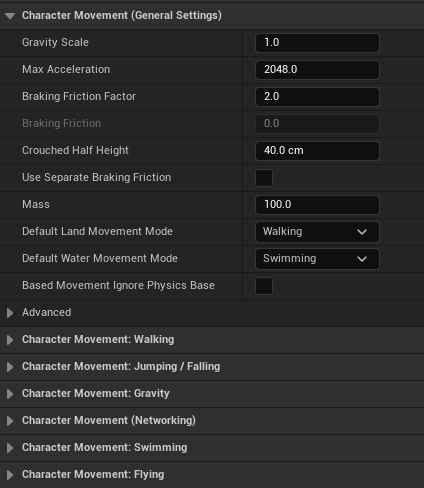 Character Movement (General Settings)
Gravity Scale 1.0
Max Acceleration 2048.0
Braking Friction Factor 2.0
Braking Friction 0.0
Crouched Half Height 40.0 cm
Use Separate Braking Friction
Mass 100.0
Default Land Movement Mode Walking
Default Water Movement Mode Swimming
Based Movement Ignore Physics Base
Advanced
Character Movement: Walking
Character Movement: Jumping / Falling
Character Movement: Gravity
Character Movement (Networking)
Character Movement: Swimming
Character Movement: Flying